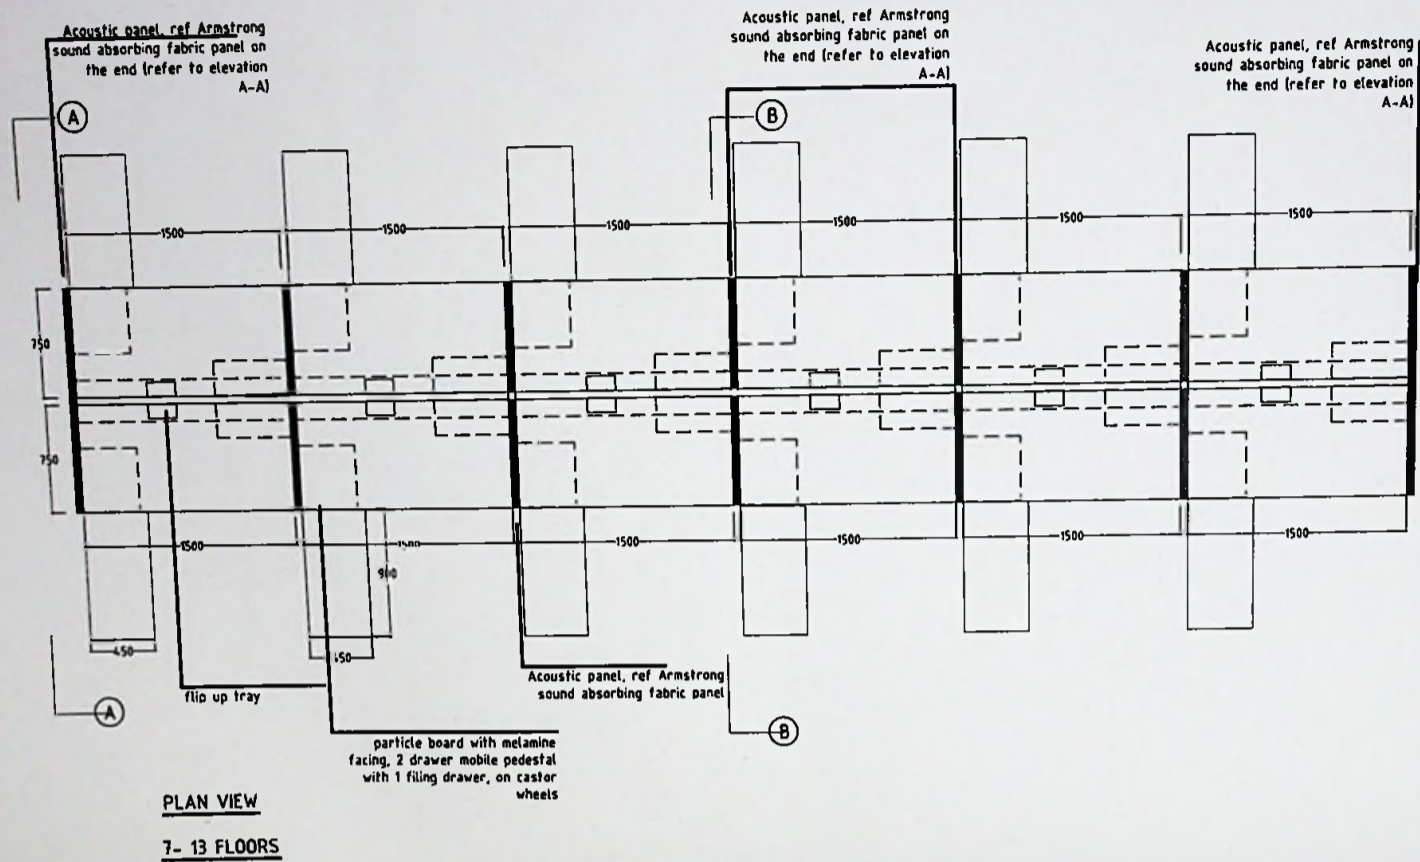 Acoustic panel, ref Armstrong
sound absorbing fabric panel on
the end (refer to elevation
A-A)
Acoustic panel, ref Armstrong
sound absorbing fabric panel on
the end (refer to elevation
A-A)
Acoustic panel, ref Armstrong
sound absorbing fabric panel on
the end (refer to elevation
A-A)
A
B
1500
1500
1500
1500
1500
1500
750
750
1500
1500
1500
1500
1500
1500
900
450
450
flip up tray
Acoustic panel, ref Armstrong
sound absorbing fabric panel
A
B
particle board with melamine
facing, 2 drawer mobile pedestal
with 1 filing drawer, on castor
wheels
PLAN VIEW
7- 13 FLOORS